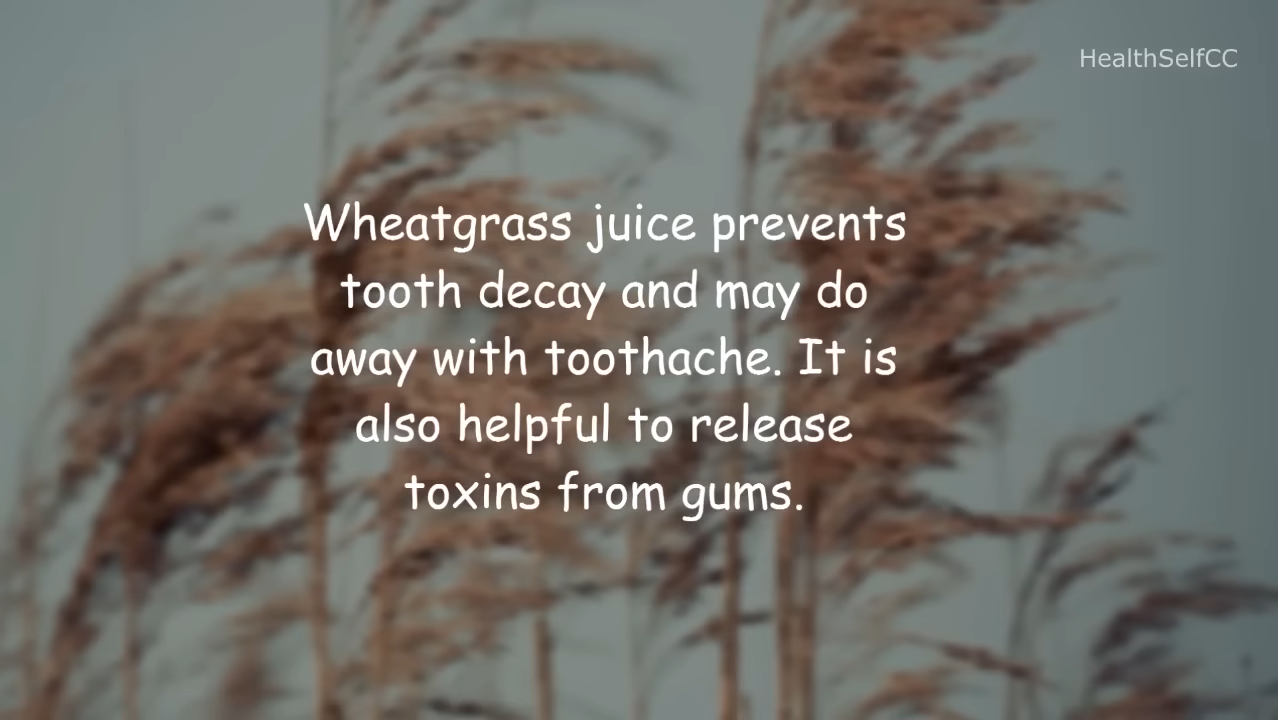 HealthSelfCC
Wheatgrass juice prevents
tooth decay and may do
away with toothache. It is
also helpful to release
toxins from gums.